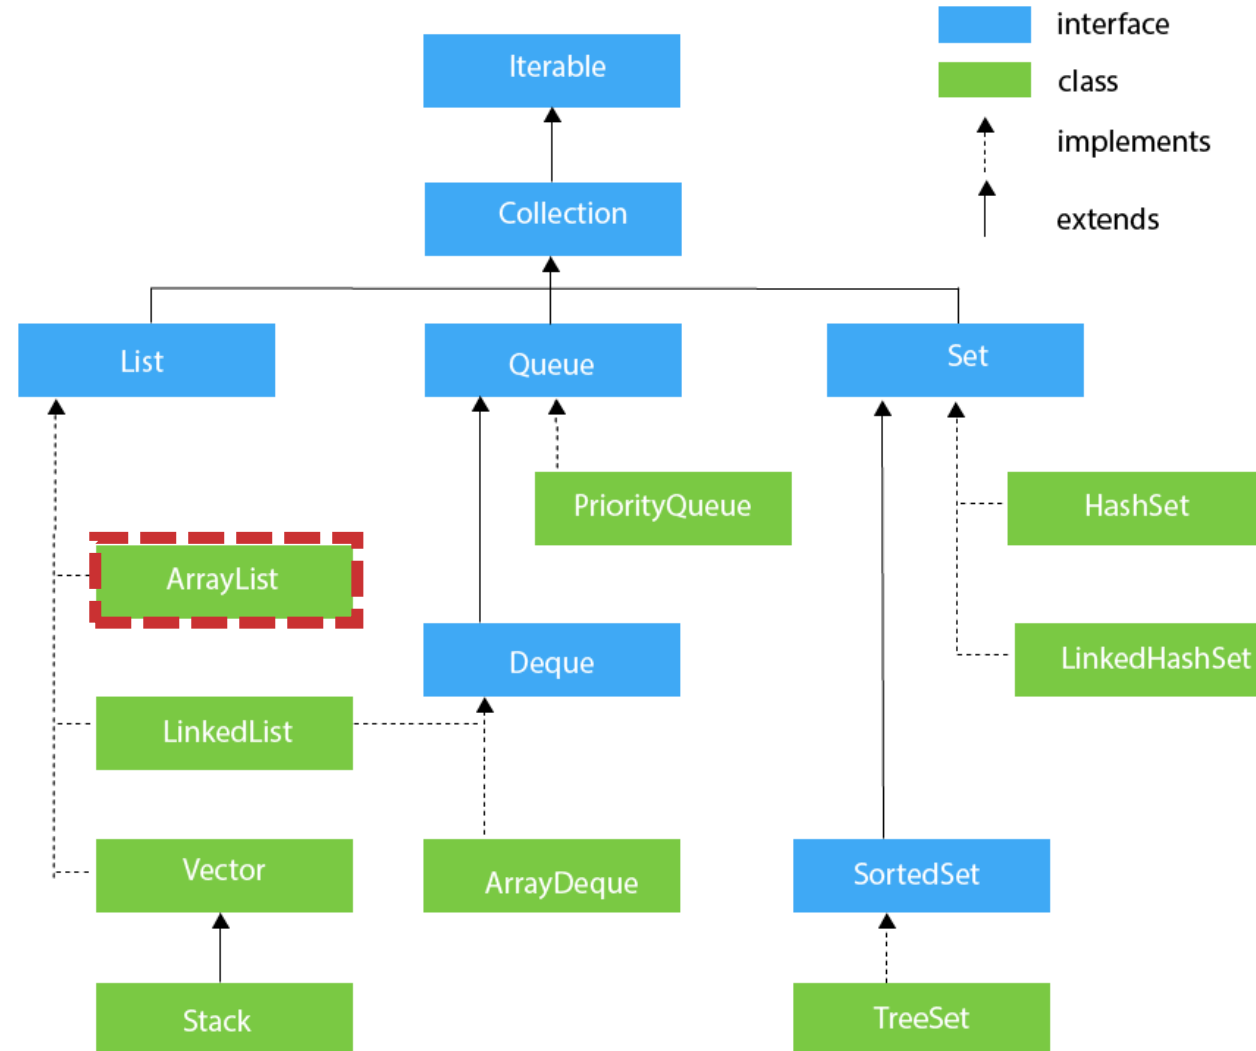 interface
Iterable
class
implements
Collection
extends
List
Queue
Set
PriorityQueue
HashSet
ArrayList
Deque
LinkedHashSet
LinkedList
Vector
ArrayDeque
SortedSet
Stack
TreeSet